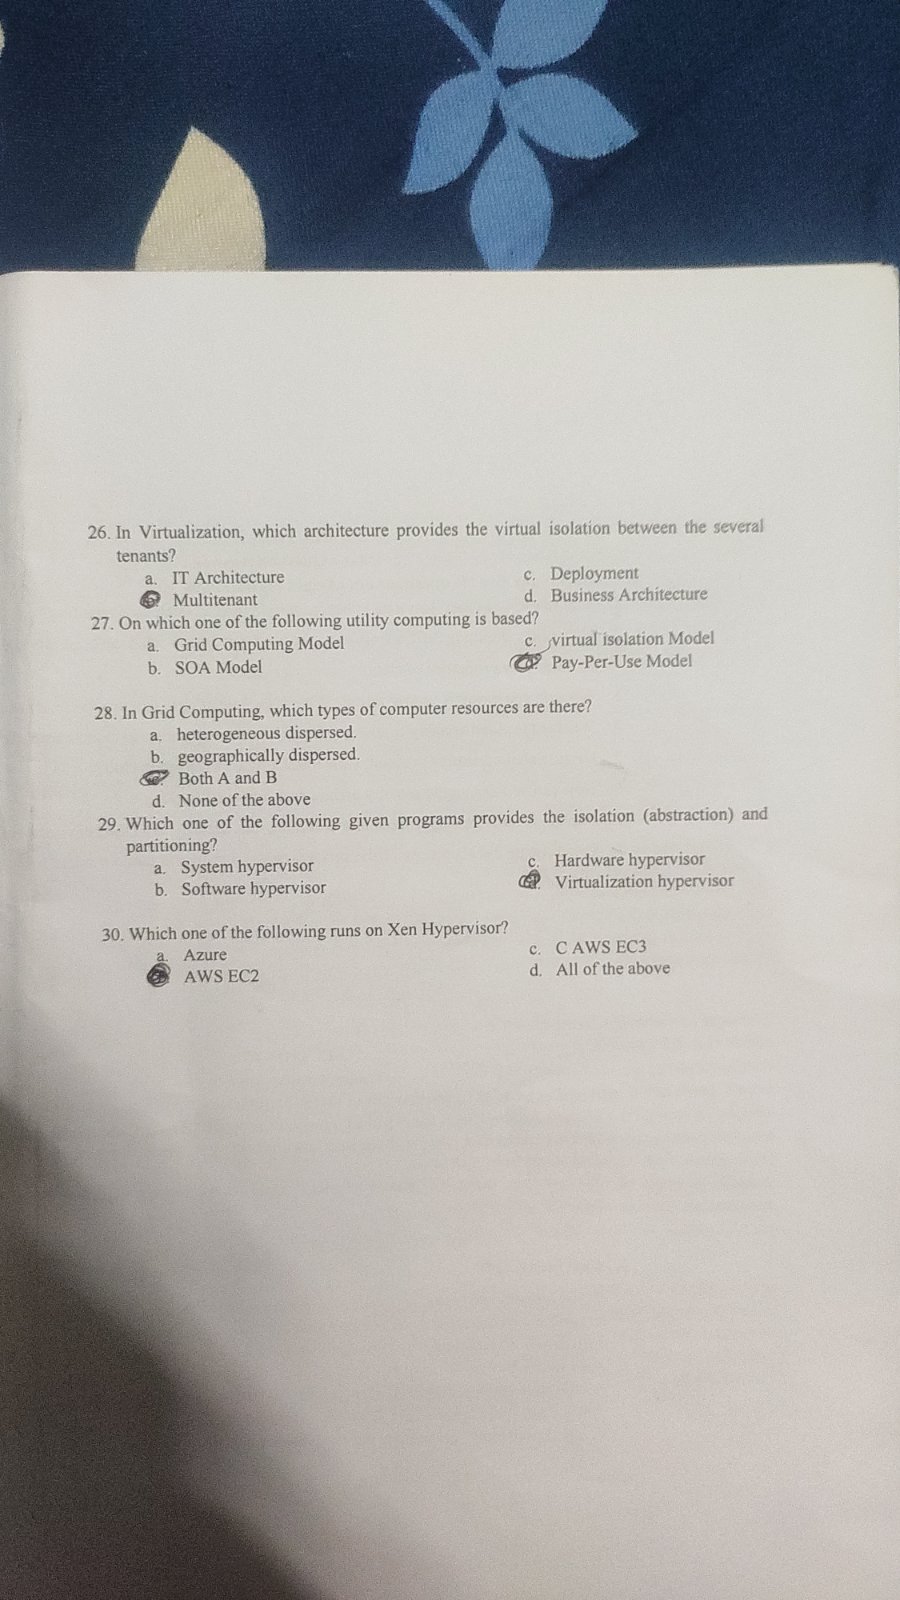 26. In Virtualization, which architecture provides the virtual isolation between the several
tenants?
a. IT Architecture
c. Deployment
Multitenant
d. Business Architecture
27. On which one of the following utility computing is based?
a. Grid Computing Model
c. virtual isolation Model
b. SOA Model
Pay-Per-Use Model
28. In Grid Computing, which types of computer resources are there?
a. heterogeneous dispersed.
b. geographically dispersed.
Both A and B
d. None of the above
29. Which one of the following given programs provides the isolation (abstraction) and
partitioning?
a. System hypervisor
c. Hardware hypervisor
b. Software hypervisor
Virtualization hypervisor
30. Which one of the following runs on Xen Hypervisor?
a. Azure
c. C AWS EC3
AWS EC2
d. All of the above